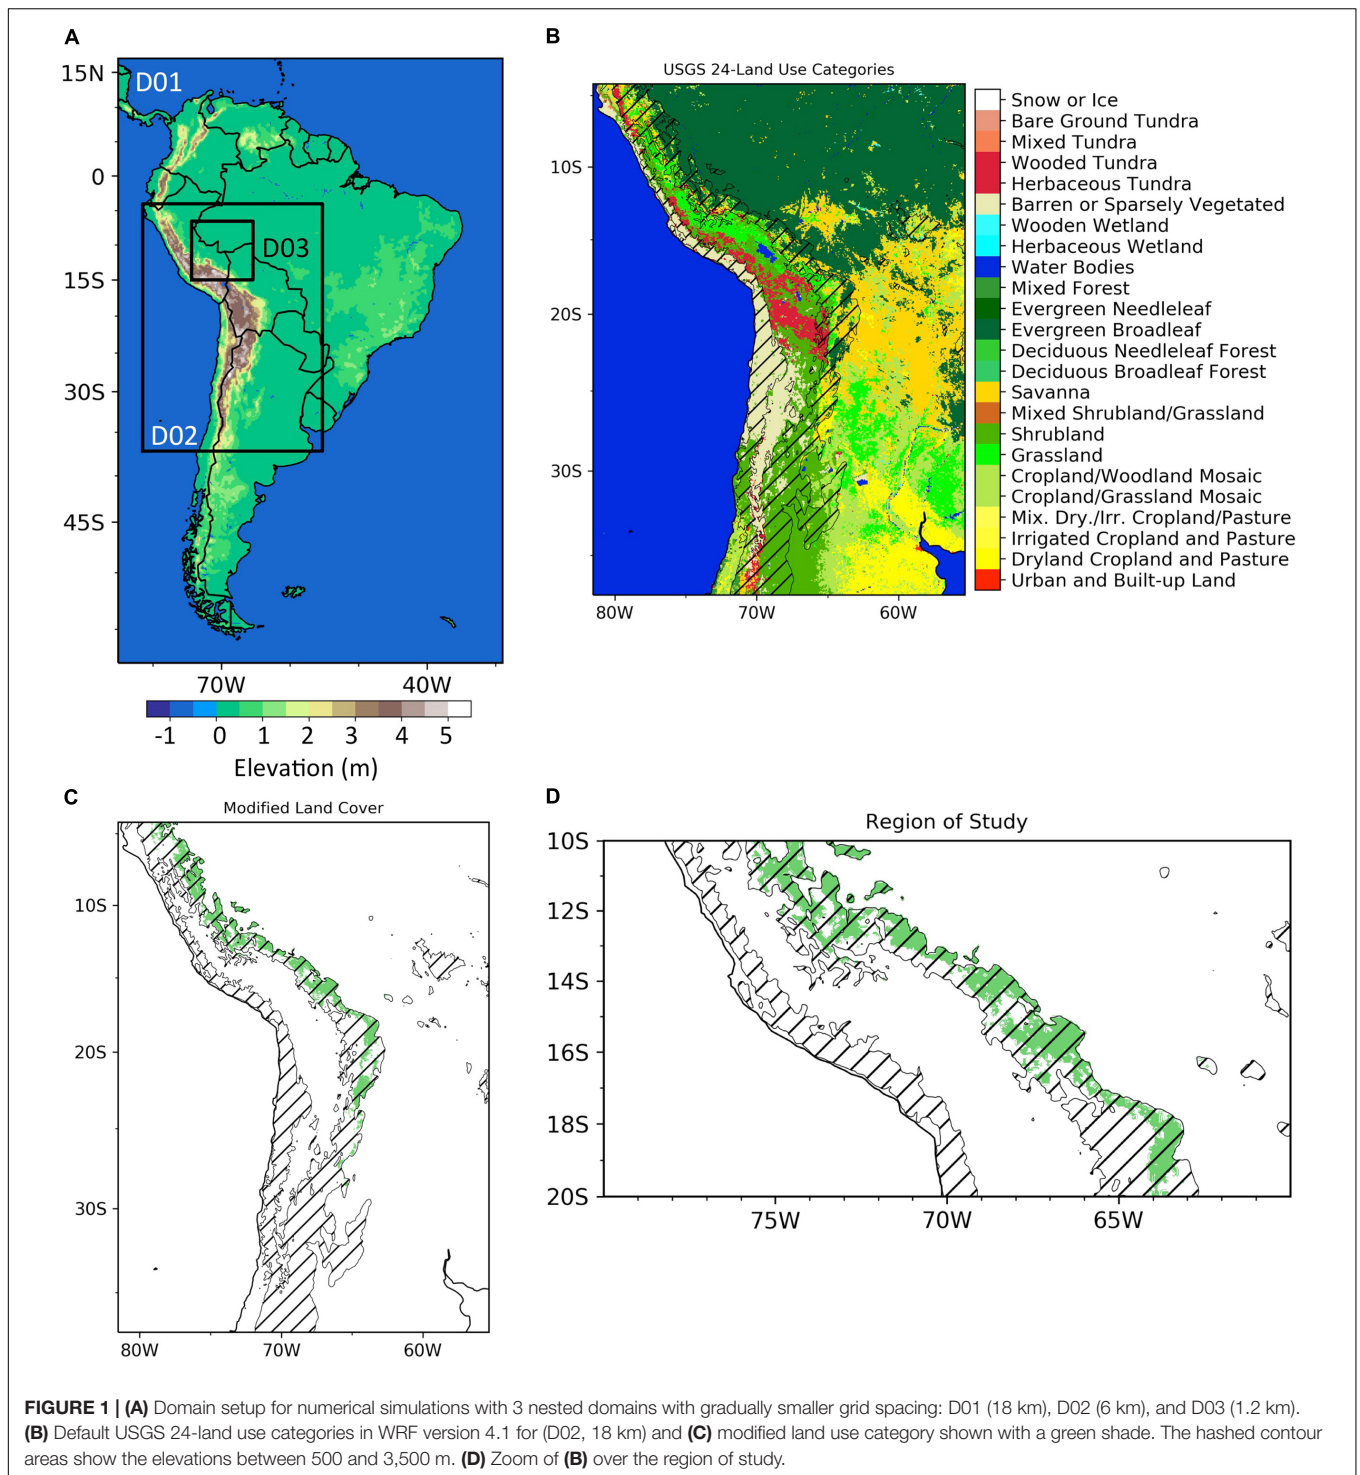 A
15N
D01
0
D03
15S
30S
D02
45S
70W
40W
-1
0
1
2
3
4
5
Elevation (m)
B
USGS 24-Land Use Categories
10S
20S
30S
80W
70W
60W
Snow or Ice
Bare Ground Tundra
Mixed Tundra
Wooded Tundra
Herbaceous Tundra
Barren or Sparsely Vegetated
Wooden Wetland
Herbaceous Wetland
Water Bodies
Mixed Forest
Evergreen Needleleaf
Evergreen Broadleaf
Deciduous Needleleaf Forest
Deciduous Broadleaf Forest
Savanna
Mixed Shrubland/Grassland
Shrubland
Grassland
Cropland/Woodland Mosaic
Cropland/Grassland Mosaic
Mix. Dry./Irr. Cropland/Pasture
Irrigated Cropland and Pasture
Dryland Cropland and Pasture
Urban and Built-up Land
C
Modified Land Cover
10S
20S
30S
80W
70W
60W
D
Region of Study
10S
12S
14S
16S
18S
20S
75W
70W
65W
FIGURE 1 | (A) Domain setup for numerical simulations with 3 nested domains with gradually smaller grid spacing: D01 (18 km), D02 (6 km), and D03 (1.2 km).
(B) Default USGS 24-land use categories in WRF version 4.1 for (D02, 18 km) and (C) modified land use category shown with a green shade. The hashed contour
areas show the elevations between 500 and 3,500 m. (D) Zoom of (B) over the region of study.